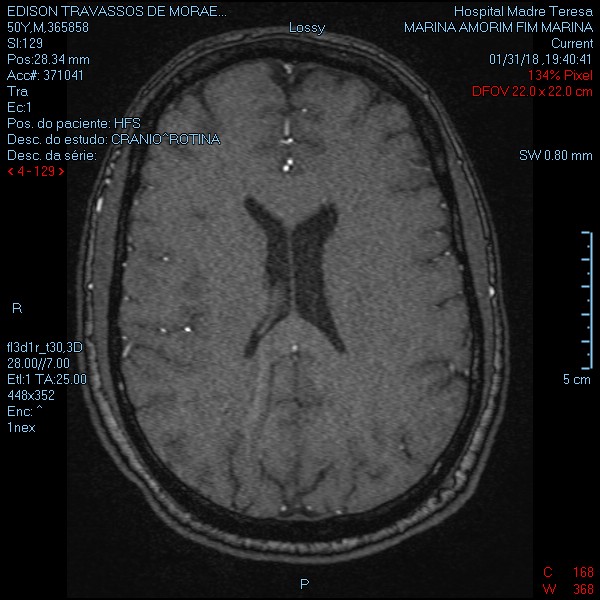 EDISON TRAVASSOS DE MORAE...
50Y,M,365858
Sl:129
Pos:28.34 mm
Acc#: 371041
Tra
Ec:1
Pos. do paciente: HFS
Desc. do estudo: CRANIO^ROTINA
Desc. da série:
< 4 - 129 >
Lossy
Hospital Madre Teresa
MARINA AMORIM FIM MARINA
Current
01/31/18 ,19:40:41
134% Pixel
DFOV 22.0 x 22.0 cm
SW 0.80 mm
R
fl3d1r_t30,3D
28.00//7.00
Etl:1 TA:25.00
448x352
Enc: ^
1nex
5 cm
P
C 168
W 368